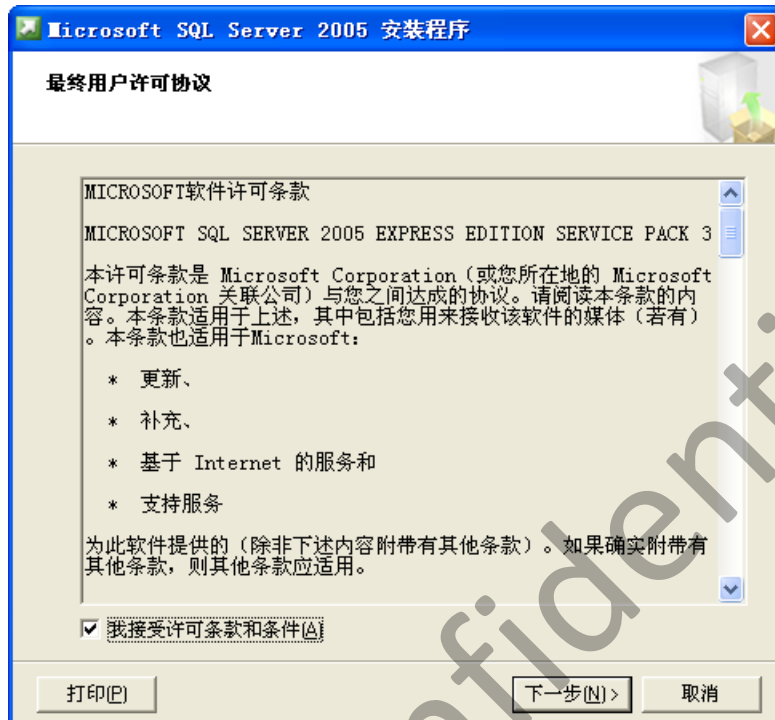 Microsoft SQL Server 2005 安装程序
最终用户许可协议
MICROSOFT软件许可条款
MICROSOFT SQL SERVER 2005 EXPRESS EDITION SERVICE PACK 3
本许可条款是 Microsoft Corporation（或您所在地的 Microsoft
Corporation 关联公司）与您之间达成的协议。请阅读本条款的内
容。本条款适用于上述，其中包括您用来接收该软件的媒体（若有）
。本条款也适用于Microsoft：
* 更新、
* 补充、
* 基于 Internet 的服务和
* 支持服务
为此软件提供的（除非下述内容附带有其他条款）。如果确实附带有
其他条款，则其他条款应适用。
我接受许可条款和条件(A)
打印(P)
下一步(N)>
取消
fidenti